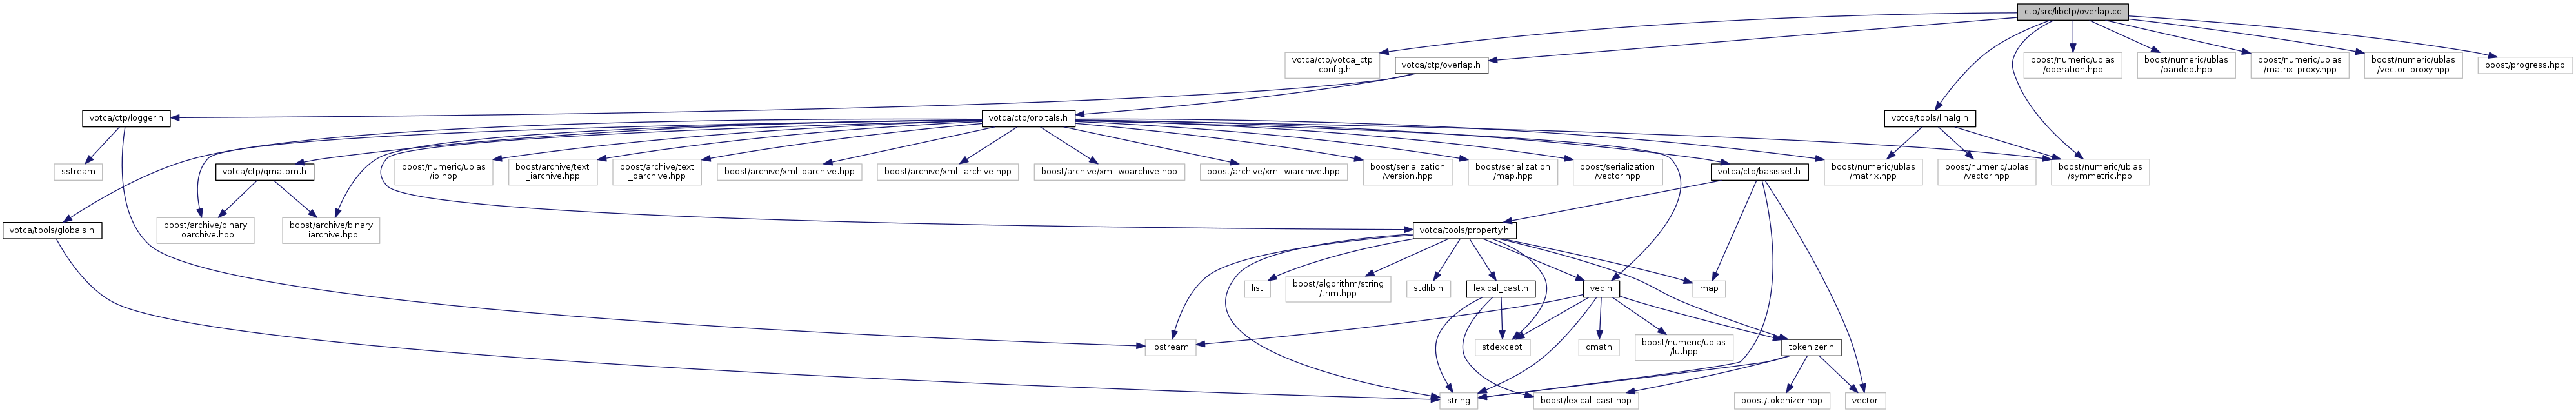 ctp/src/libctp/overlap.cc
votca/ctp/votca_ctp
_config.h
votca/ctp/overlap.h
boost/numeric/ublas
/operation.hpp
boost/numeric/ublas
/banded.hpp
boost/numeric/ublas
/matrix_proxy.hpp
boost/numeric/ublas
/vector_proxy.hpp
boost/progress.hpp
votca/ctp/logger.h
votca/ctp/orbitals.h
votca/tools/linalg.h
sstream
votca/ctp/qmatom.h
boost/numeric/ublas
/io.hpp
boost/archive/text
_iarchive.hpp
boost/archive/text
_oarchive.hpp
boost/archive/xml_oarchive.hpp
boost/archive/xml_iarchive.hpp
boost/archive/xml_woarchive.hpp
boost/archive/xml_wiarchive.hpp
boost/serialization
/version.hpp
boost/serialization
/map.hpp
boost/serialization
/vector.hpp
votca/ctp/basisset.h
boost/numeric/ublas
/matrix.hpp
boost/numeric/ublas
/vector.hpp
boost/numeric/ublas
/symmetric.hpp
votca/tools/globals.h
boost/archive/binary
_oarchive.hpp
boost/archive/binary
_iarchive.hpp
votca/tools/property.h
list
boost/algorithm/string
/trim.hpp
stdlib.h
lexical_cast.h
vec.h
map
iostream
stdexcept
cmath
boost/numeric/ublas
/lu.hpp
tokenizer.h
string
boost/lexical_cast.hpp
boost/tokenizer.hpp
vector